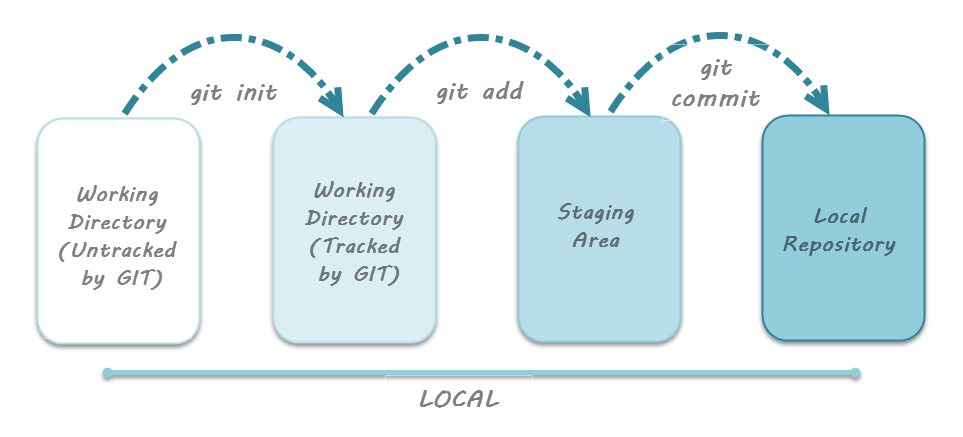 git init
git add
git
commit
Working
Directory
(Untracked
by GIT)
Working
Directory
(Tracked
by GIT)
Staging
Area
Local
Repository
LOCAL